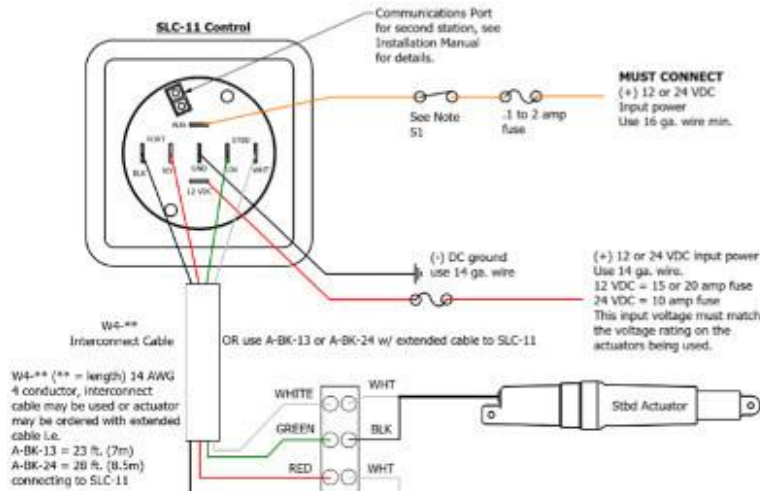 SLC-11 Control
Communications Port
for second station, see
Installation Manual
for details.
MUST CONNECT
(+) 12 or 24 VDC
Input power
Use 16 ga. wire min.
See Note
S1
.1 to 2 amp
fuse
PORT
STBD
BLK
RED
GND
WHT
12 VDC
(-) DC ground
use 14 ga. wire
(+) 12 or 24 VDC input power
Use 14 ga. wire.
12 VDC = 15 or 20 amp fuse
24 VDC = 10 amp fuse
This input voltage must match
the voltage rating on the
actuators being used.
W4-**
Interconnect Cable
OR use A-BK-13 or A-BK-24 w/ extended cable to SLC-11
W4-** (** = length) 14 AWG
4 conductor, interconnect
cable may be used or actuator
may be ordered with extended
cable i.e.
A-BK-13 = 23 ft. (7m)
A-BK-24 = 28 ft. (8.5m)
connecting to SLC-11
WHITE
WHT
GREEN
BLK
RED
WHT
Stbd Actuator